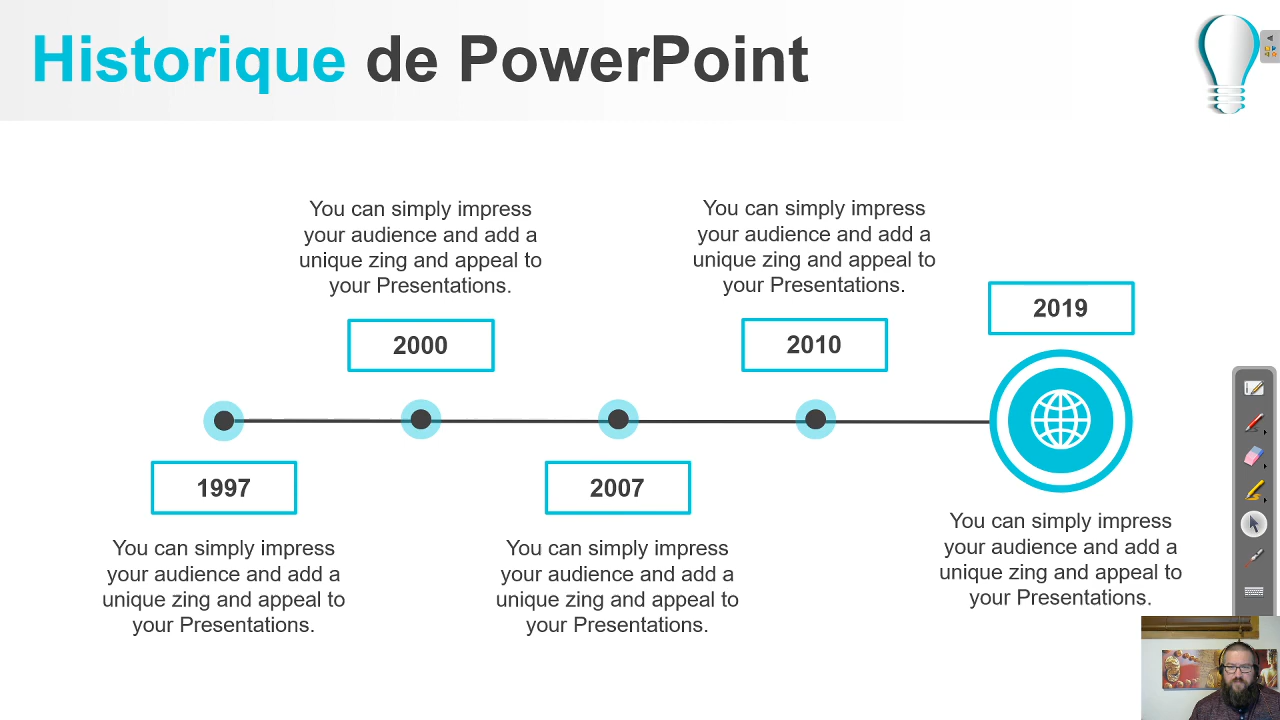 Historique de PowerPoint
You can simply impress
your audience and add a
unique zing and appeal to
your Presentations.
2000
You can simply impress
your audience and add a
unique zing and appeal to
your Presentations.
2010
2019
1997
You can simply impress
your audience and add a
unique zing and appeal to
your Presentations.
2007
You can simply impress
your audience and add a
unique zing and appeal to
your Presentations.
You can simply impress
your audience and add a
unique zing and appeal to
your Presentations.